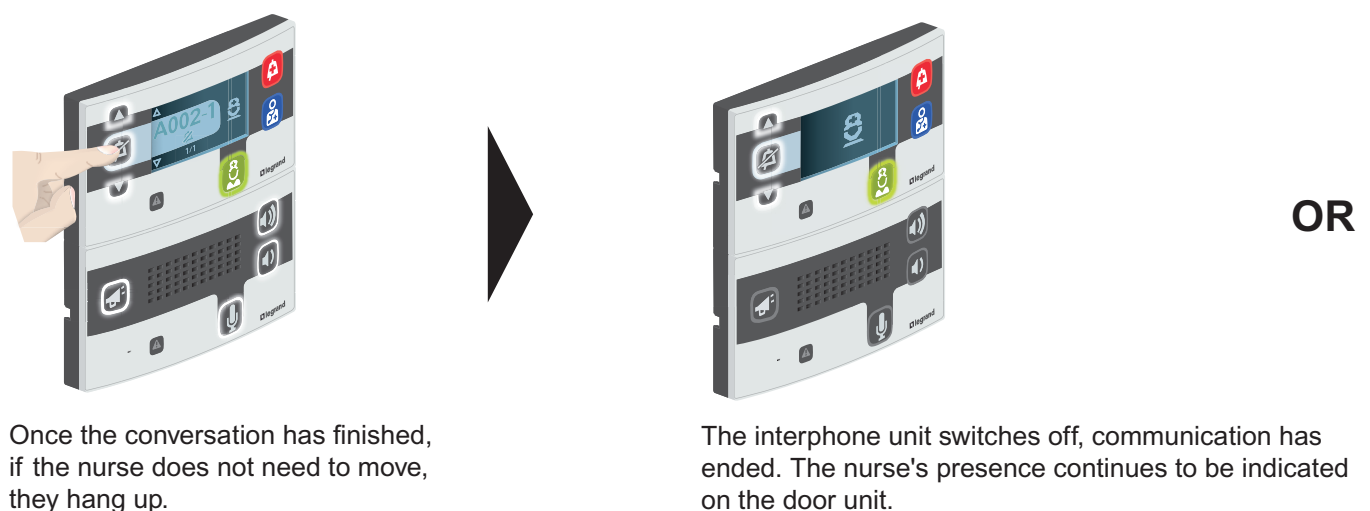 A002-1
1/1
legrand
legrand
Once the conversation has finished,
if the nurse does not need to move,
they hang up.
legrand
legrand
The interphone unit switches off, communication has
ended. The nurse's presence continues to be indicated
on the door unit.
OR